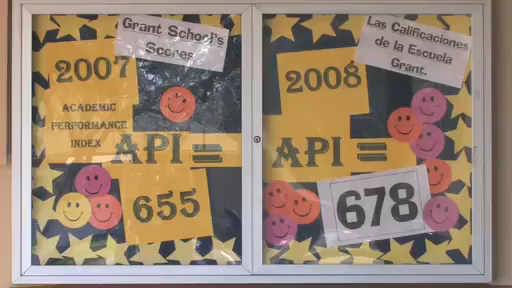 Grant School's
Scores
2007
ACADEMIC
PERFORMANCE
INDEX
API =
655
Las Calificaciones
de la Escuela
Grant.
2008
API =
678